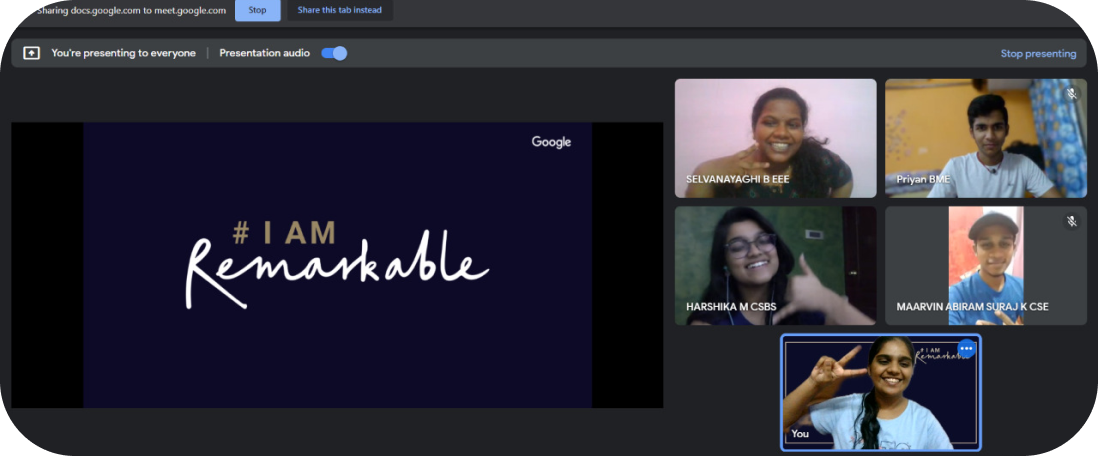 Sharing docs.google.com to meet.google.com Stop Share this tab instead
You're presenting to everyone | Presentation audio Stop presenting
Google
# I AM
Remarkable
SELVANAYAGHI B EEE
Priyan BME
HARSHIKA M CSBS
MAARVIN ABIRAM SURAJ K CSE
# I AM
Remarkable
You